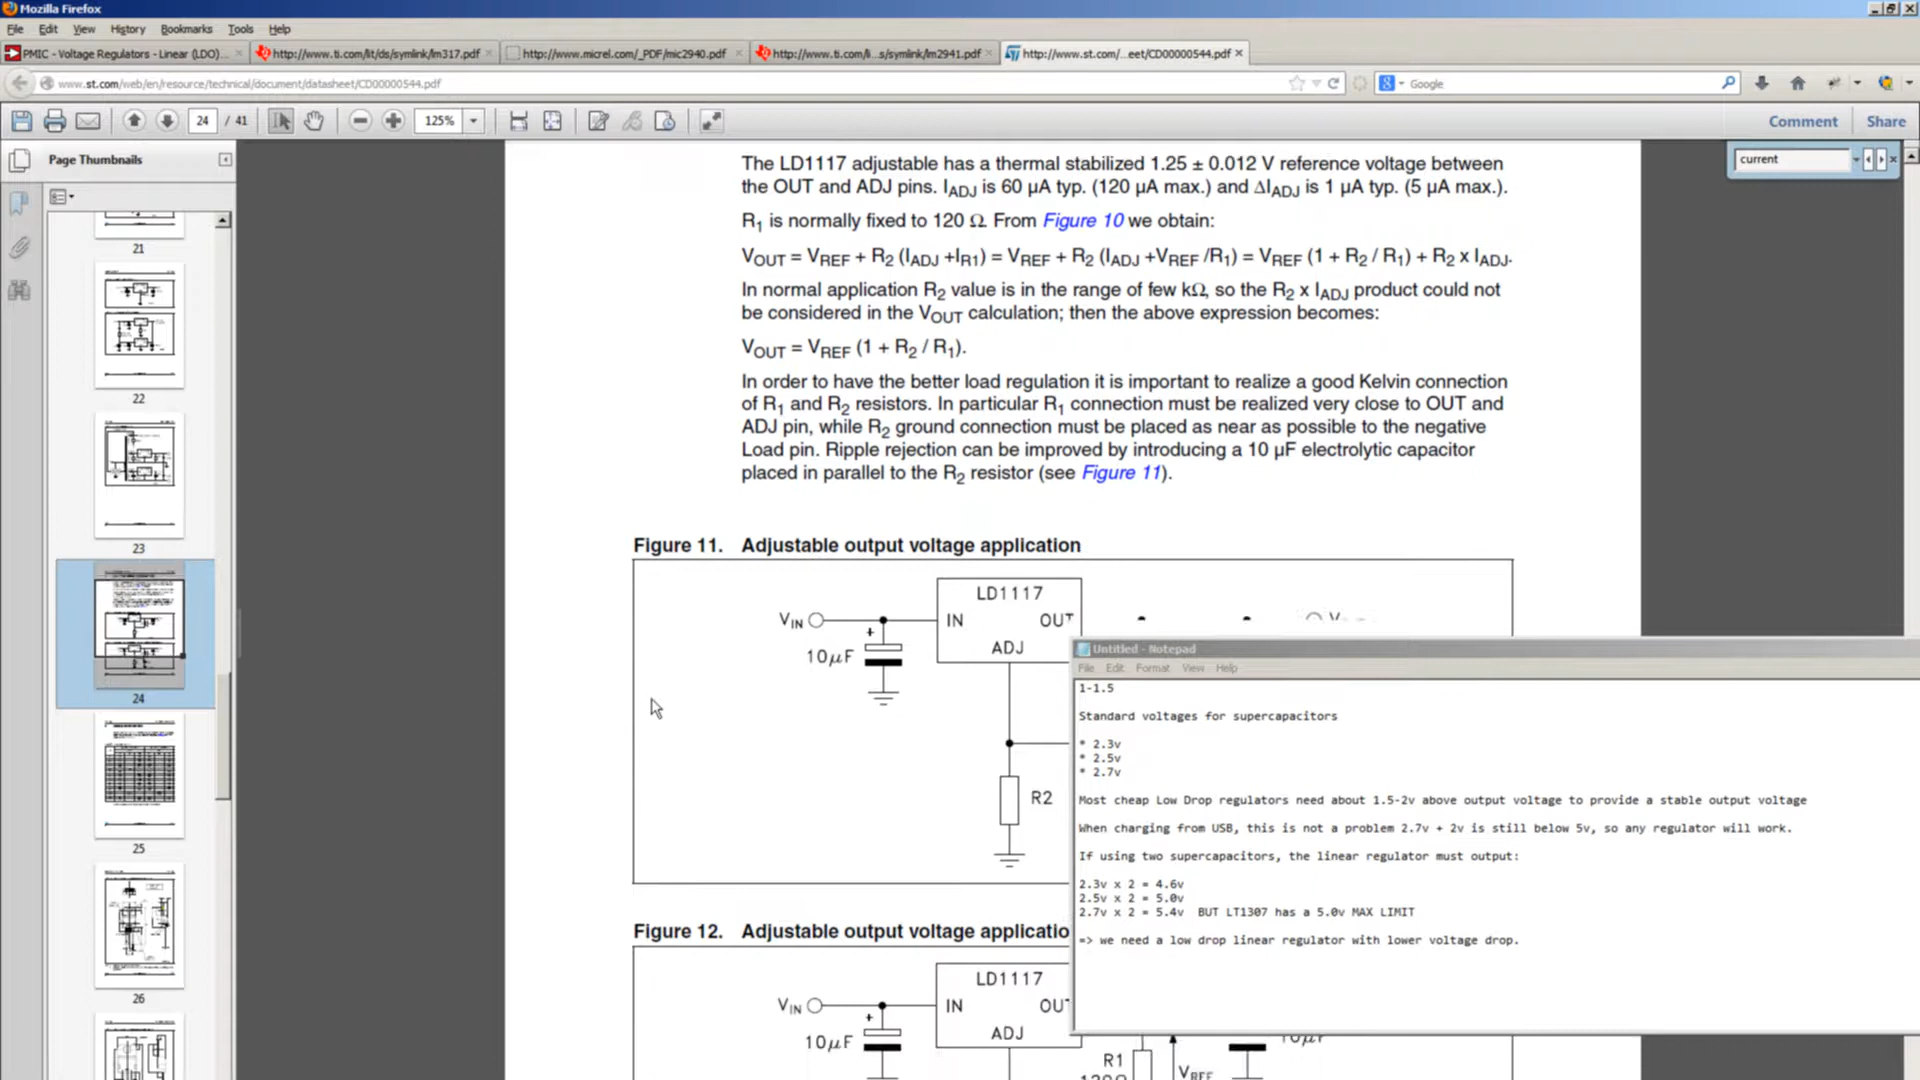 Mozilla Firefox
File Edit View History Bookmarks Tools Help
PMIC - Voltage Regulators - Linear (LDO)...
http://www.ti.com/lit/ds/symlink/lm317.pdf
http://www.micrel.com/_PDF/mic2940.pdf
http://www.ti.com/li...s/symlink/lm2941.pdf
http://www.st.com/...eet/CD00000544.pdf
www.st.com/web/en/resource/technical/document/datasheet/CD00000544.pdf
Google
24 / 41
125%
Comment Share
Page Thumbnails
current
21
22
23
24
25
26
The LD1117 adjustable has a thermal stabilized 1.25 ± 0.012 V reference voltage between
the OUT and ADJ pins. IADJ is 60 µA typ. (120 µA max.) and ΔIADJ is 1 µA typ. (5 µA max.).
R1 is normally fixed to 120 Ω. From Figure 10 we obtain:
VOUT = VREF + R2 (IADJ +IR1) = VREF + R2 (IADJ +VREF /R1) = VREF (1 + R2 / R1) + R2 x IADJ.
In normal application R2 value is in the range of few kΩ, so the R2 x IADJ product could not
be considered in the VOUT calculation; then the above expression becomes:
VOUT = VREF (1 + R2 / R1).
In order to have the better load regulation it is important to realize a good Kelvin connection
of R1 and R2 resistors. In particular R1 connection must be realized very close to OUT and
ADJ pin, while R2 ground connection must be placed as near as possible to the negative
Load pin. Ripple rejection can be improved by introducing a 10 µF electrolytic capacitor
placed in parallel to the R2 resistor (see Figure 11).
Figure 11. Adjustable output voltage application
LD1117
VIN IN OUT
ADJ
10µF
+
R2
Figure 12. Adjustable output voltage applicatio
LD1117
VIN IN OU
ADJ
10µF
+
R1
VREF
10µF
Untitled - Notepad
File Edit Format View Help
1-1.5
Standard voltages for supercapacitors
* 2.3v
* 2.5v
* 2.7v
Most cheap Low Drop regulators need about 1.5-2v above output voltage to provide a stable output voltage
When charging from USB, this is not a problem 2.7v + 2v is still below 5v, so any regulator will work.
If using two supercapacitors, the linear regulator must output:
2.3v x 2 = 4.6v
2.5v x 2 = 5.0v
2.7v x 2 = 5.4v BUT LT1307 has a 5.0v MAX LIMIT
=> we need a low drop linear regulator with lower voltage drop.